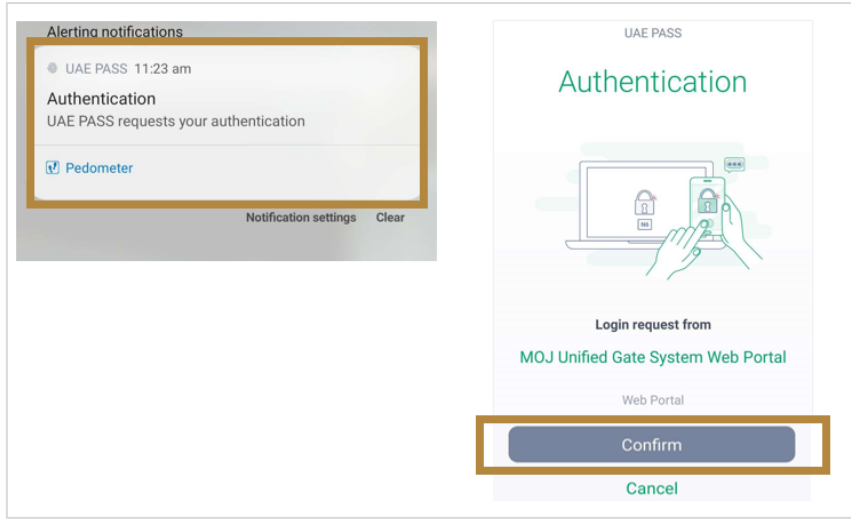 Alerting notifications
UAE PASS 11:23 am
Authentication
UAE PASS requests your authentication
Pedometer
Notification settings Clear
UAE PASS
Authentication
Login request from
MOJ Unified Gate System Web Portal
Web Portal
Confirm
Cancel